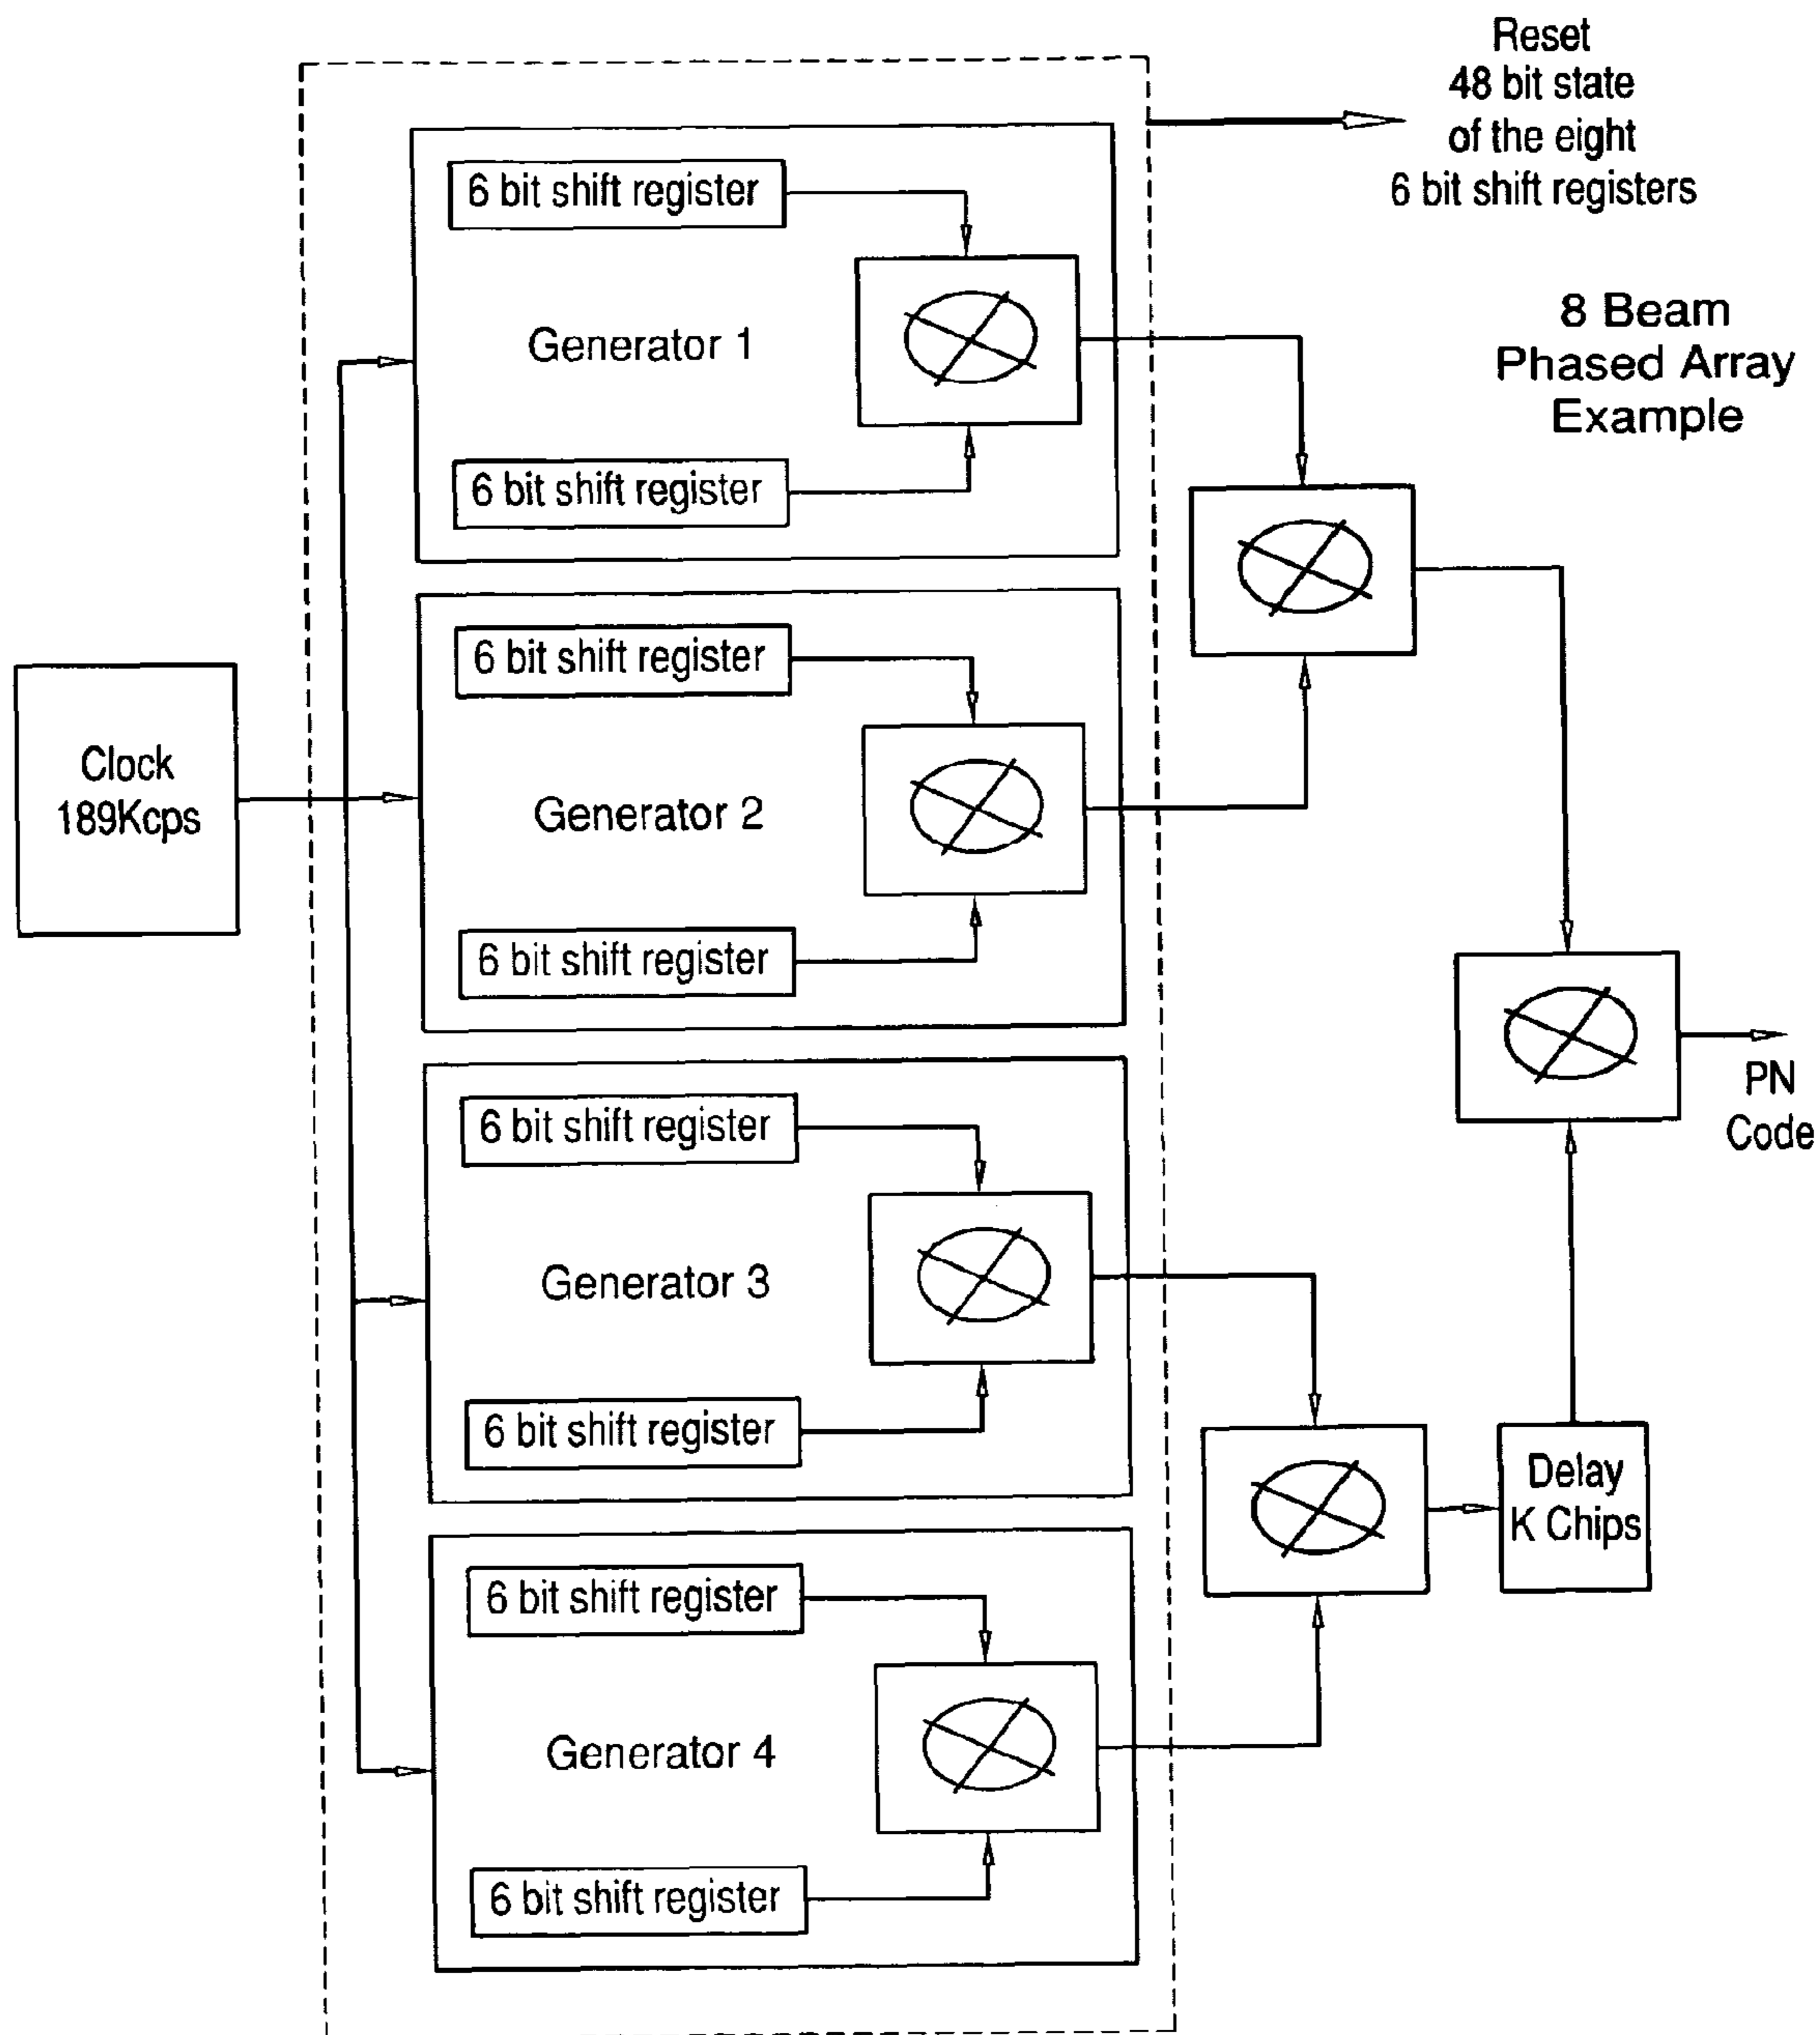 Reset
48 bit state
of the eight
6 bit shift registers
8 Beam
Phased Array
Example
Clock
189Kcps
6 bit shift register
Generator 1
6 bit shift register
6 bit shift register
Generator 2
6 bit shift register
6 bit shift register
Generator 3
6 bit shift register
6 bit shift register
Generator 4
6 bit shift register
Delay
K Chips
PN
Code